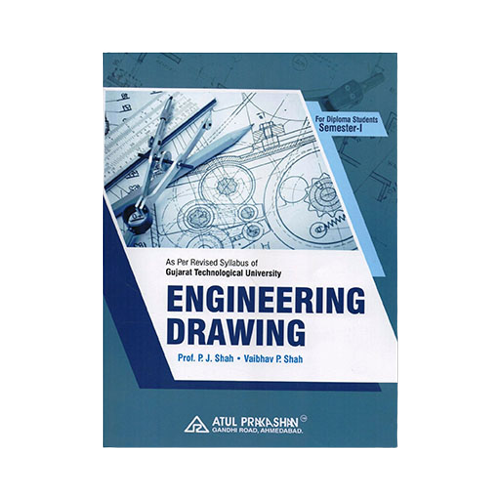 For Diploma Students
Semester-I
As Per Revised Syllabus of
Gujarat Technological University
ENGINEERING
DRAWING
Prof. P. J. Shah • Vaibhav P. Shah
ATUL PRAKASHAN
GANDHI ROAD, AHMEDABAD.